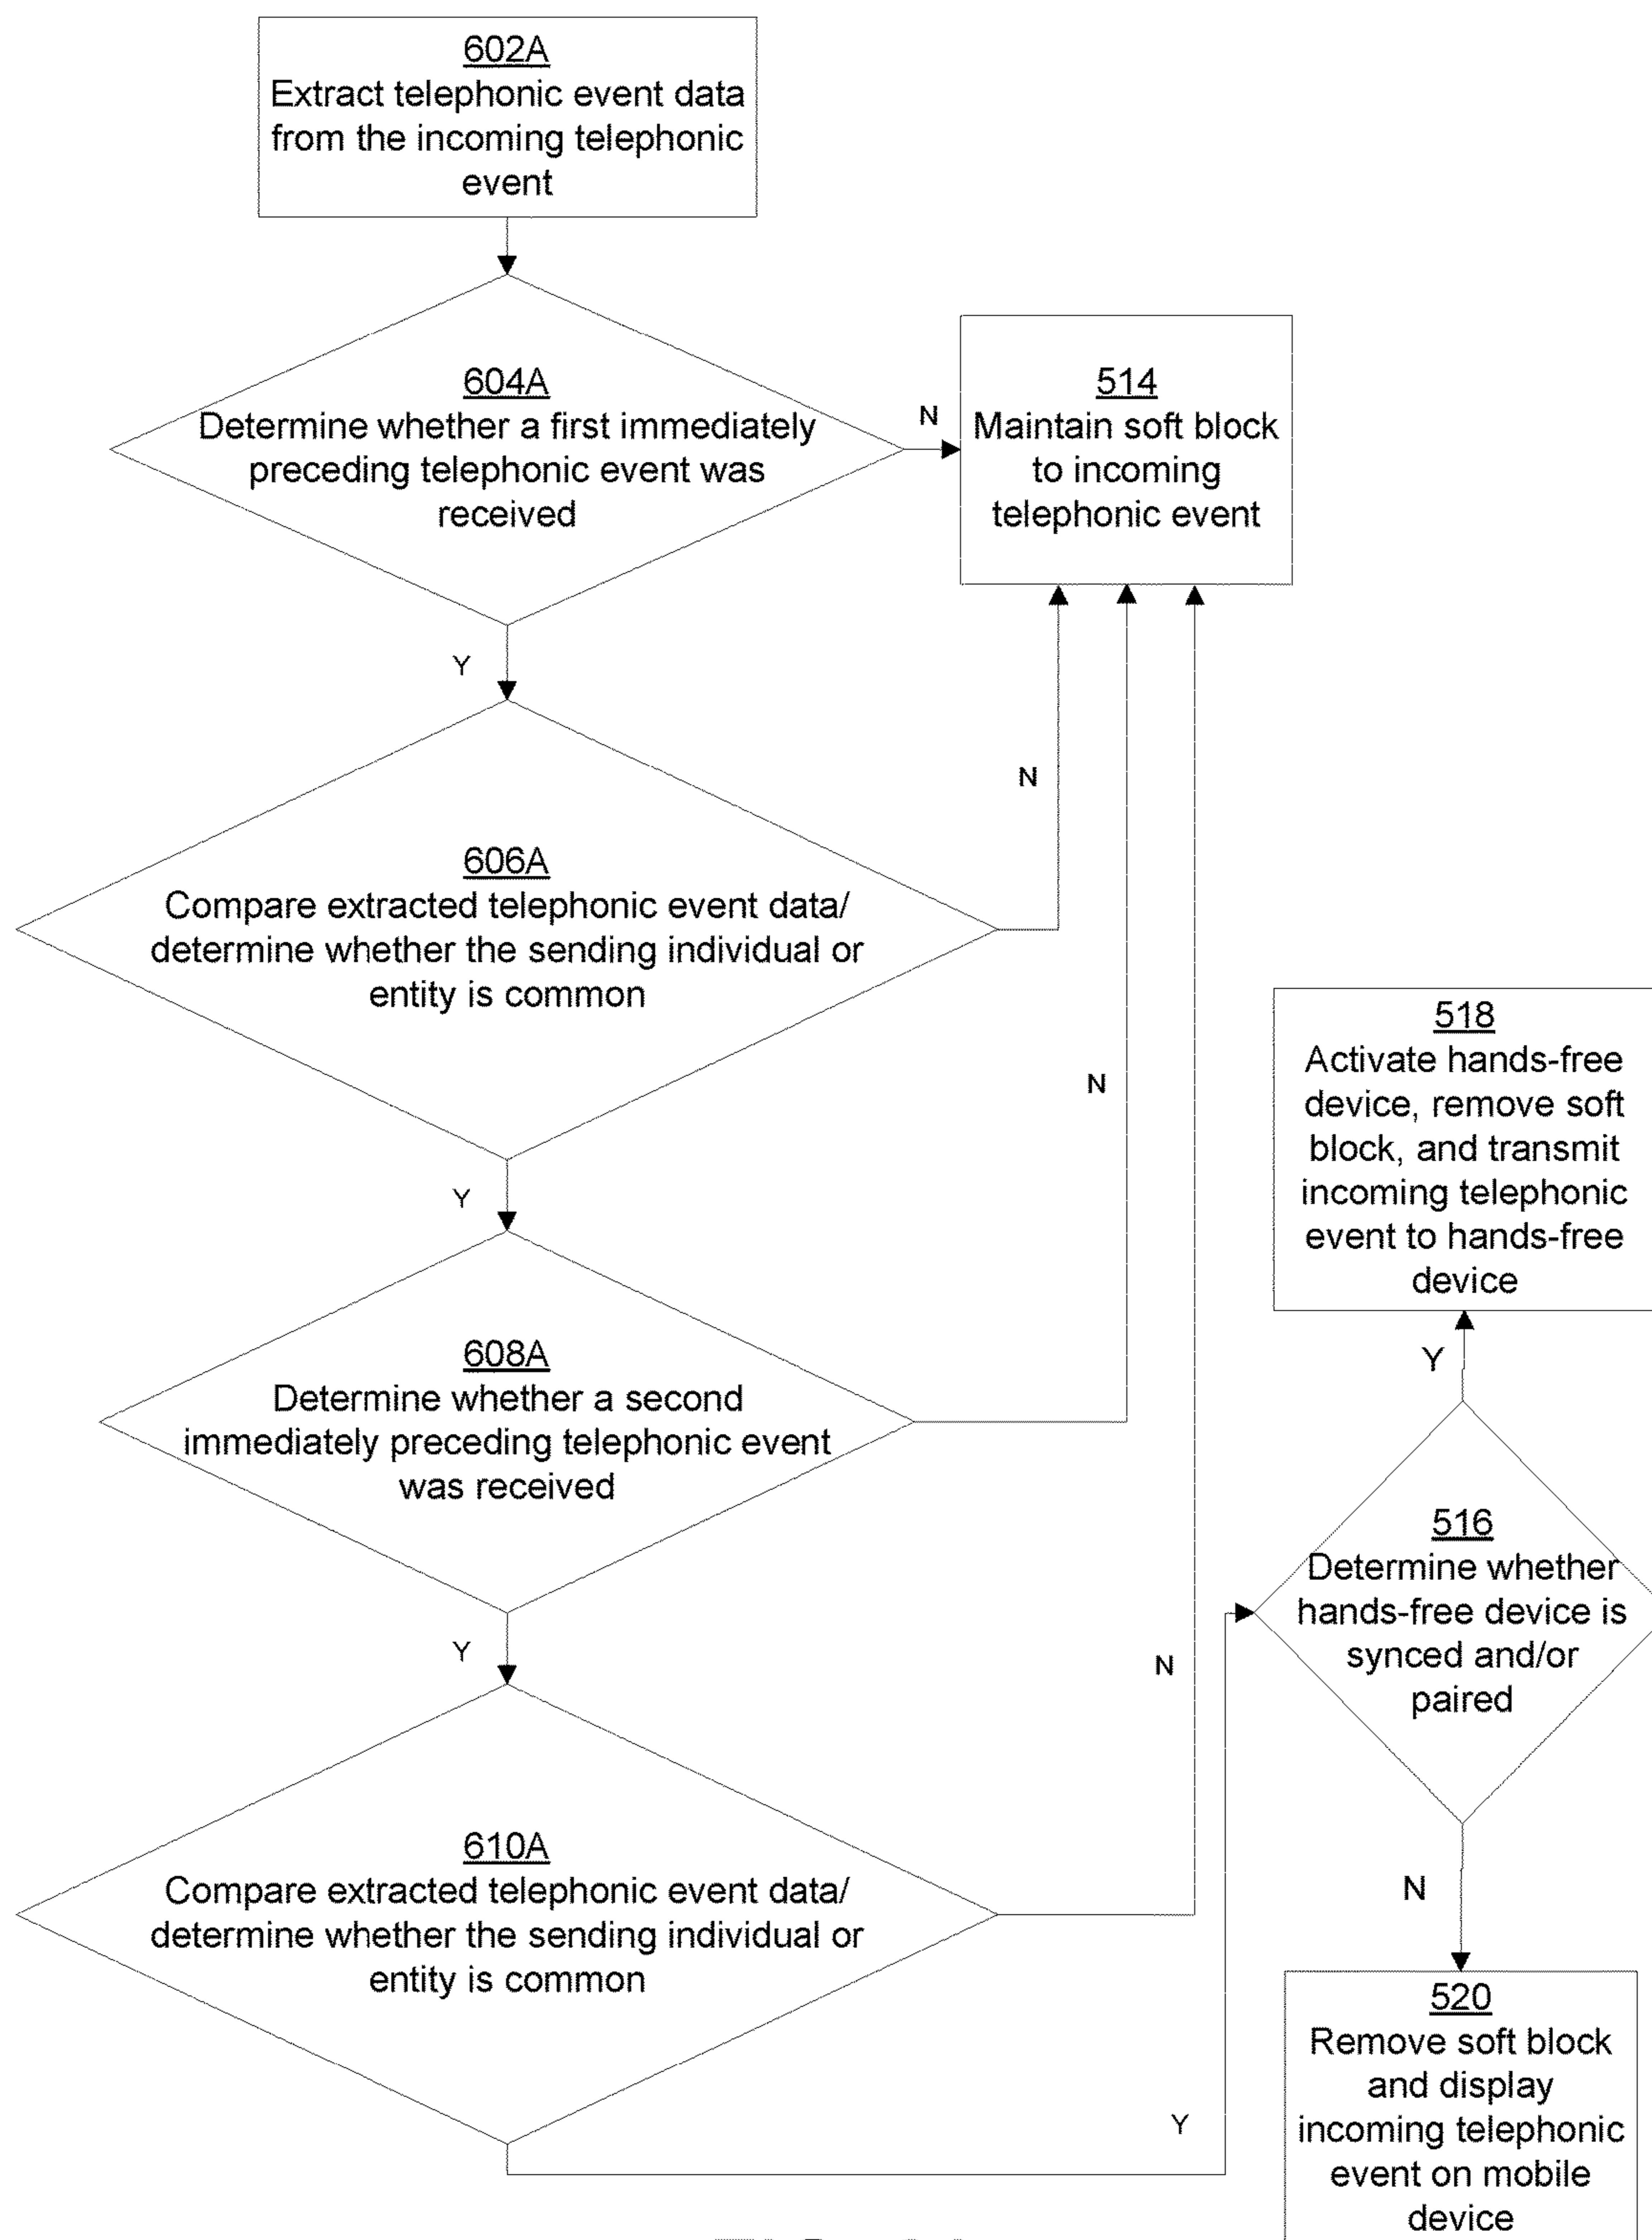 602A
Extract telephonic event data
from the incoming telephonic
event
604A
Determine whether a first immediately
preceding telephonic event was
received
N
514
Maintain soft block
to incoming
telephonic event
Y
N
606A
Compare extracted telephonic event data/
determine whether the sending individual or
entity is common
N
518
Activate hands-free
device, remove soft
block, and transmit
incoming telephonic
event to hands-free
device
Y
Y
608A
Determine whether a second
immediately preceding telephonic event
was received
516
Determine whether
hands-free device is
synced and/or
paired
Y
N
N
610A
Compare extracted telephonic event data/
determine whether the sending individual or
entity is common
Y
520
Remove soft block
and display
incoming telephonic
event on mobile
device